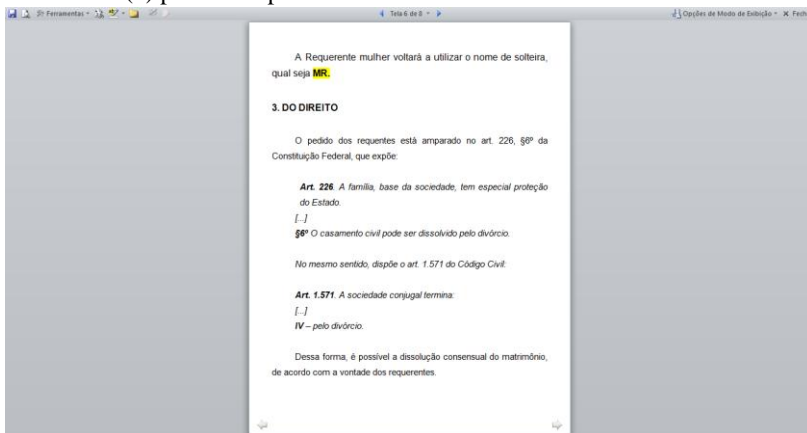 Ferramentas
Tela 6 de 8
Opções de Modo de Exibição
Fech
A Requerente mulher voltará a utilizar o nome de solteira,
qual seja MR.
3. DO DIREITO
O pedido dos requentes está amparado no art. 226, §6º da
Constituição Federal, que expõe:
Art. 226. A família, base da sociedade, tem especial proteção
do Estado.
[...]
§6º O casamento civil pode ser dissolvido pelo divórcio.
No mesmo sentido, dispõe o art. 1.571 do Código Civil:
Art. 1.571. A sociedade conjugal termina:
[...]
IV – pelo divórcio.
Dessa forma, é possível a dissolução consensual do matrimônio,
de acordo com a vontade dos requerentes.